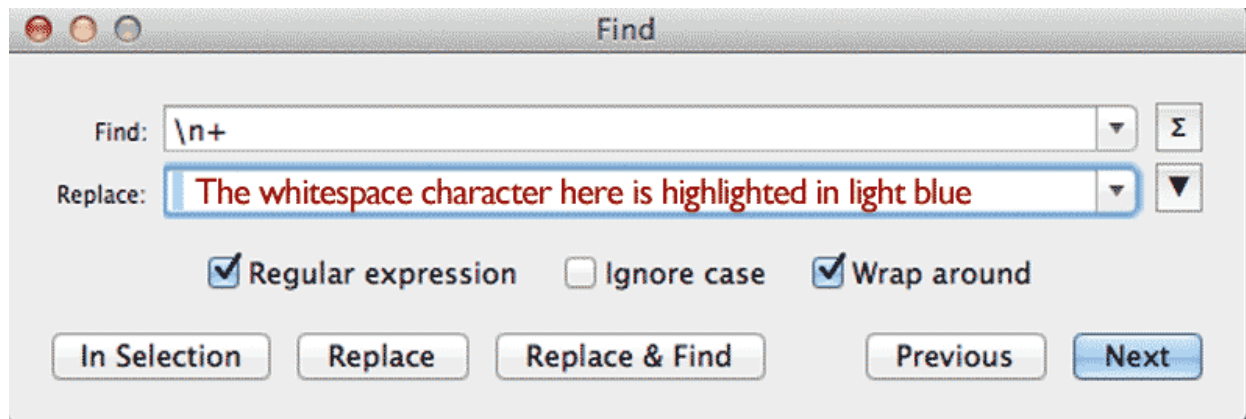 Find
Find: \n+ Σ
Replace: The whitespace character here is highlighted in light blue
Regular expression Ignore case Wrap around
In Selection Replace Replace & Find Previous Next